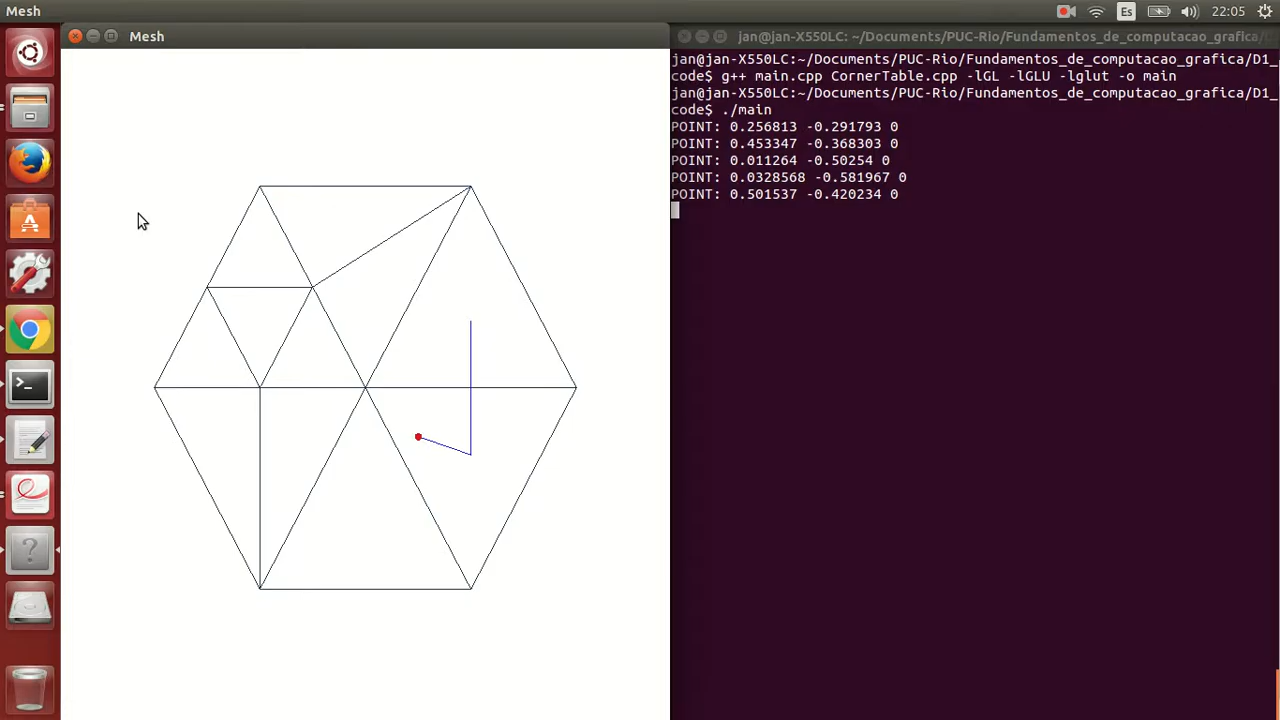 Mesh
Es
22:05
Mesh
jan@jan-X550LC: ~/Documents/PUC-Rio/Fundamentos_de_computacao_grafica/D1_
jan@jan-X550LC:~/Documents/PUC-Rio/Fundamentos_de_computacao_grafica/D1_
code$ g++ main.cpp CornerTable.cpp -lGL -lGLU -lglut -o main
jan@jan-X550LC:~/Documents/PUC-Rio/Fundamentos_de_computacao_grafica/D1_
code$ ./main
POINT: 0.256813 -0.291793 0
POINT: 0.453347 -0.368303 0
POINT: 0.011264 -0.50254 0
POINT: 0.0328568 -0.581967 0
POINT: 0.501537 -0.420234 0